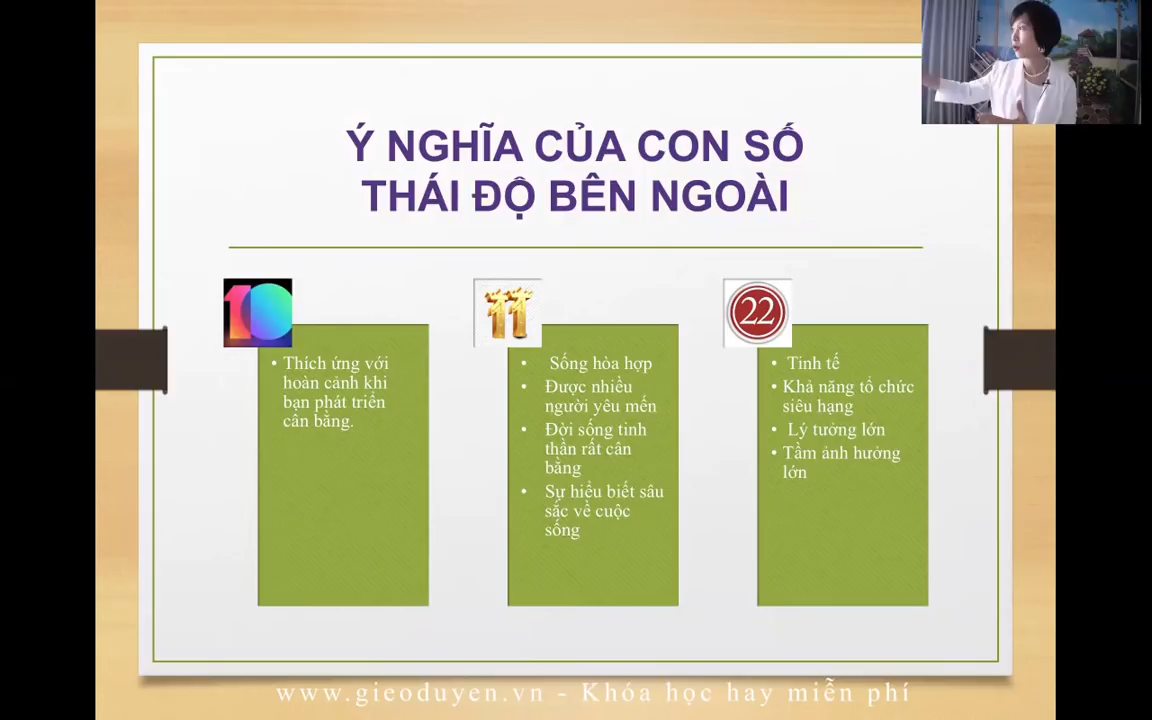 Ý NGHĨA CỦA CON SỐ
THÁI ĐỘ BÊN NGOÀI
10
• Thích ứng với
hoàn cảnh khi
bạn phát triển
cân bằng.
11
• Sống hòa hợp
• Được nhiều
người yêu mến
• Đời sống tinh
thần rất cân
bằng
• Sự hiểu biết sâu
sắc về cuộc
sống
22
• Tinh tế
• Khả năng tổ chức
siêu hạng
• Lý tưởng lớn
• Tầm ảnh hưởng
lớn
www.gieoduyen.vn - Khóa học hay miễn phí